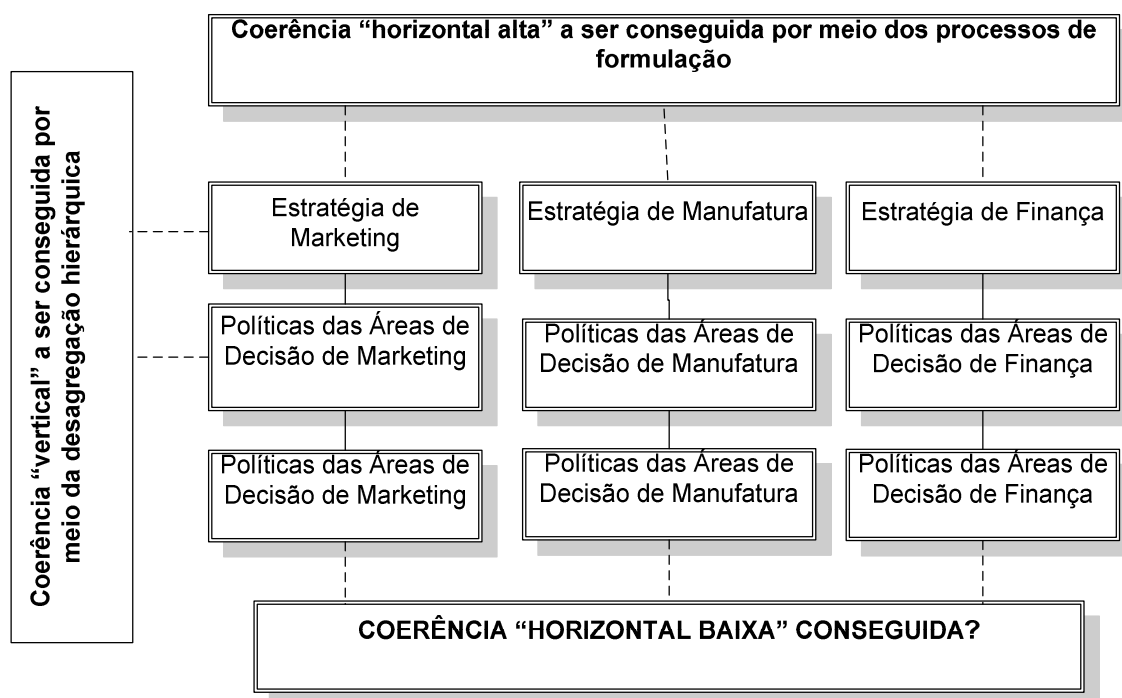 Coerência “horizontal alta” a ser conseguida por meio dos processos de
formulação
Coerência “vertical” a ser conseguida por
meio da desagregação hierárquica
Estratégia de
Marketing
Estratégia de Manufatura
Estratégia de Finança
Políticas das Áreas de
Decisão de Marketing
Políticas das Áreas de
Decisão de Manufatura
Políticas das Áreas de
Decisão de Finança
Políticas das Áreas de
Decisão de Marketing
Políticas das Áreas de
Decisão de Manufatura
Políticas das Áreas de
Decisão de Finança
COERÊNCIA “HORIZONTAL BAIXA” CONSEGUIDA?